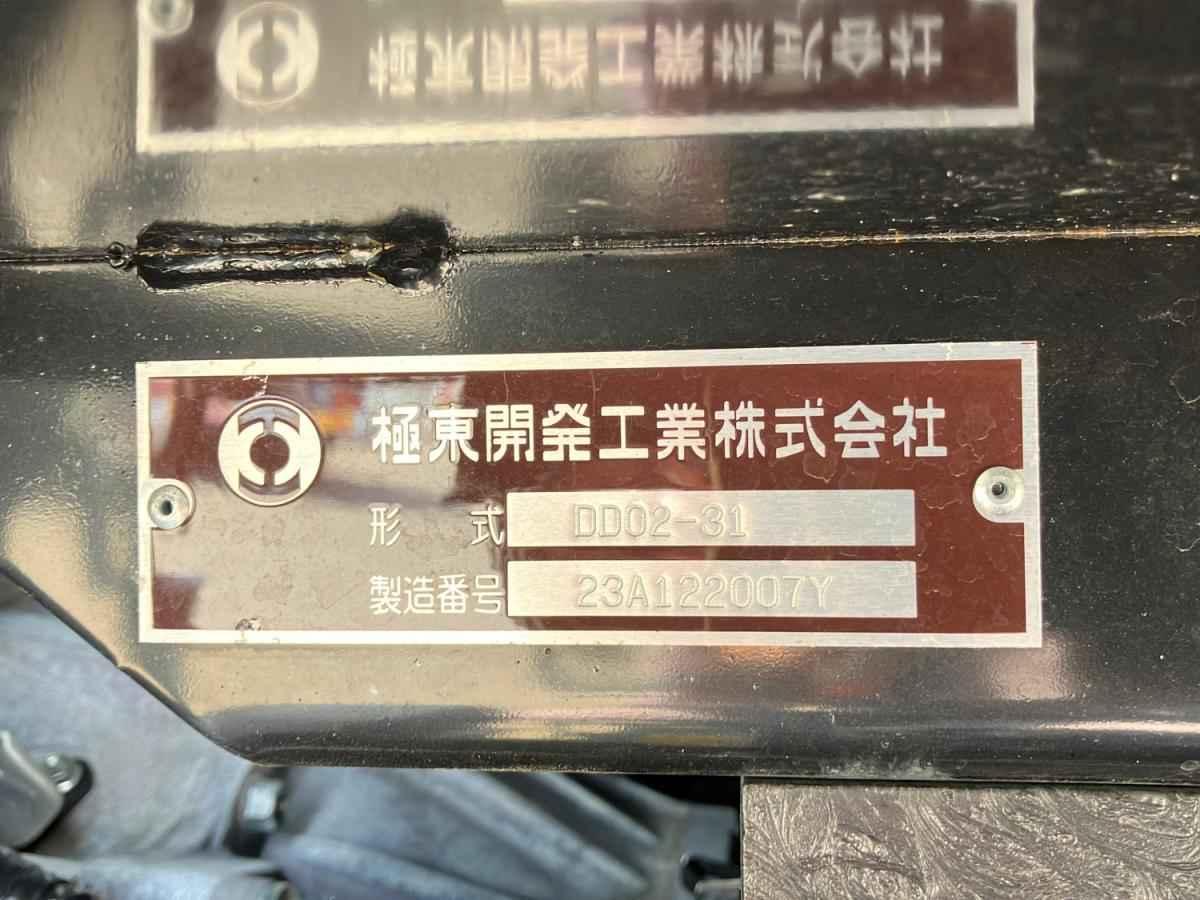 極東開発工業株式会社
形 式 DD02-31
製造番号 23A122007Y